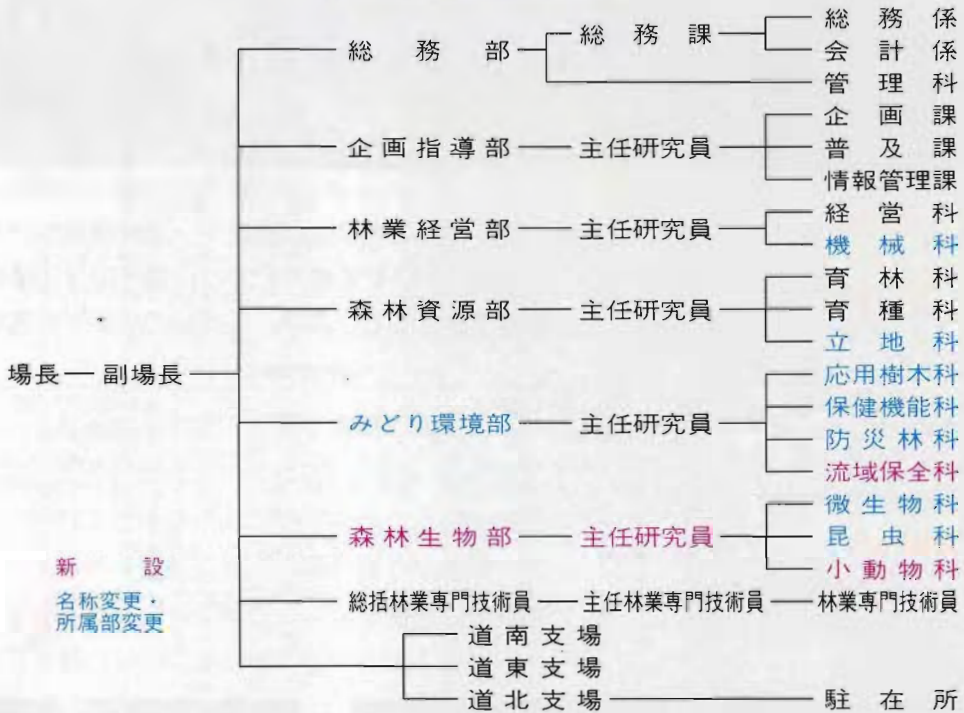 総務係
総務部 総務課
会計係
管理科
企画課
企画指導部 主任研究員 普及課
情報管理課
経営科
林業経営部 主任研究員
機械科
育林科
森林資源部 主任研究員 育種科
立地科
場長 副場長
応用樹木科
保健機能科
みどり環境部 主任研究員
防災林科
流域保全科
微生物科
森林生物部 主任研究員 昆虫科
小動物科
新設
名称変更・
所属部変更
総括林業専門技術員 主任林業専門技術員 林業専門技術員
道南支場
道東支場
道北支場 駐在所